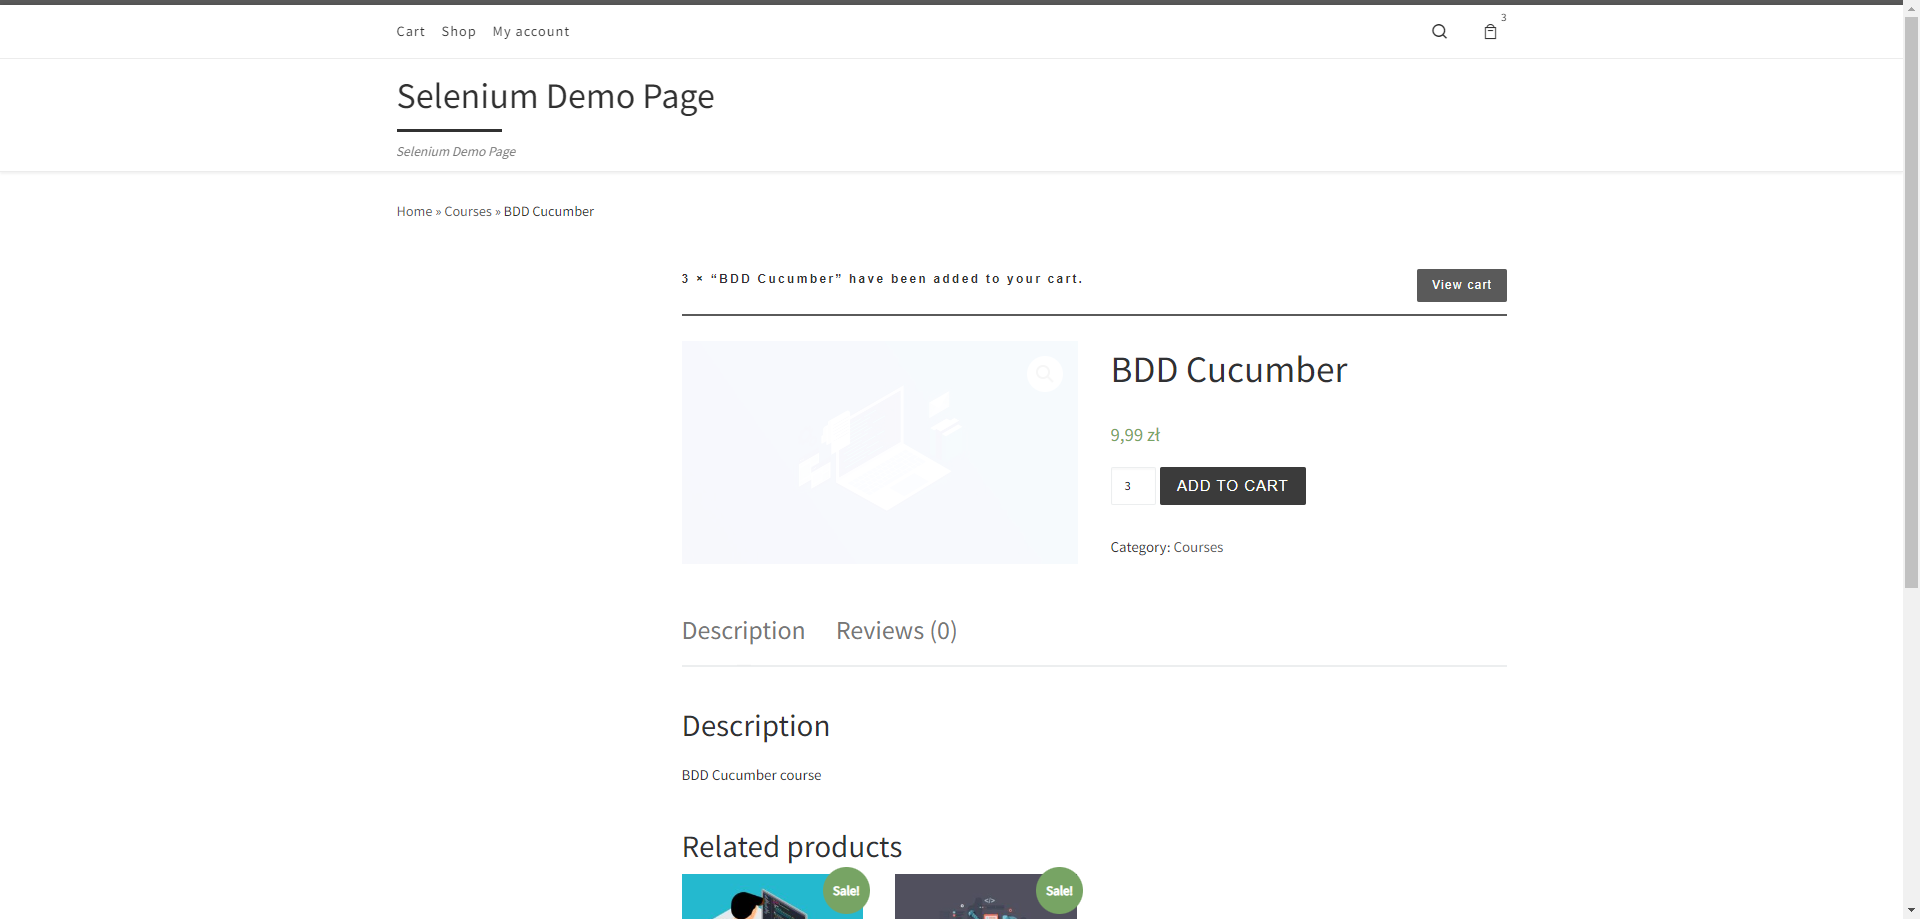 Cart Shop My account
3
Selenium Demo Page
Selenium Demo Page
Home » Courses » BDD Cucumber
3 × “BDD Cucumber” have been added to your cart.
View cart
BDD Cucumber
9,99 zł
3
ADD TO CART
Category: Courses
Description Reviews (0)
Description
BDD Cucumber course
Related products
Sale!
Sale!